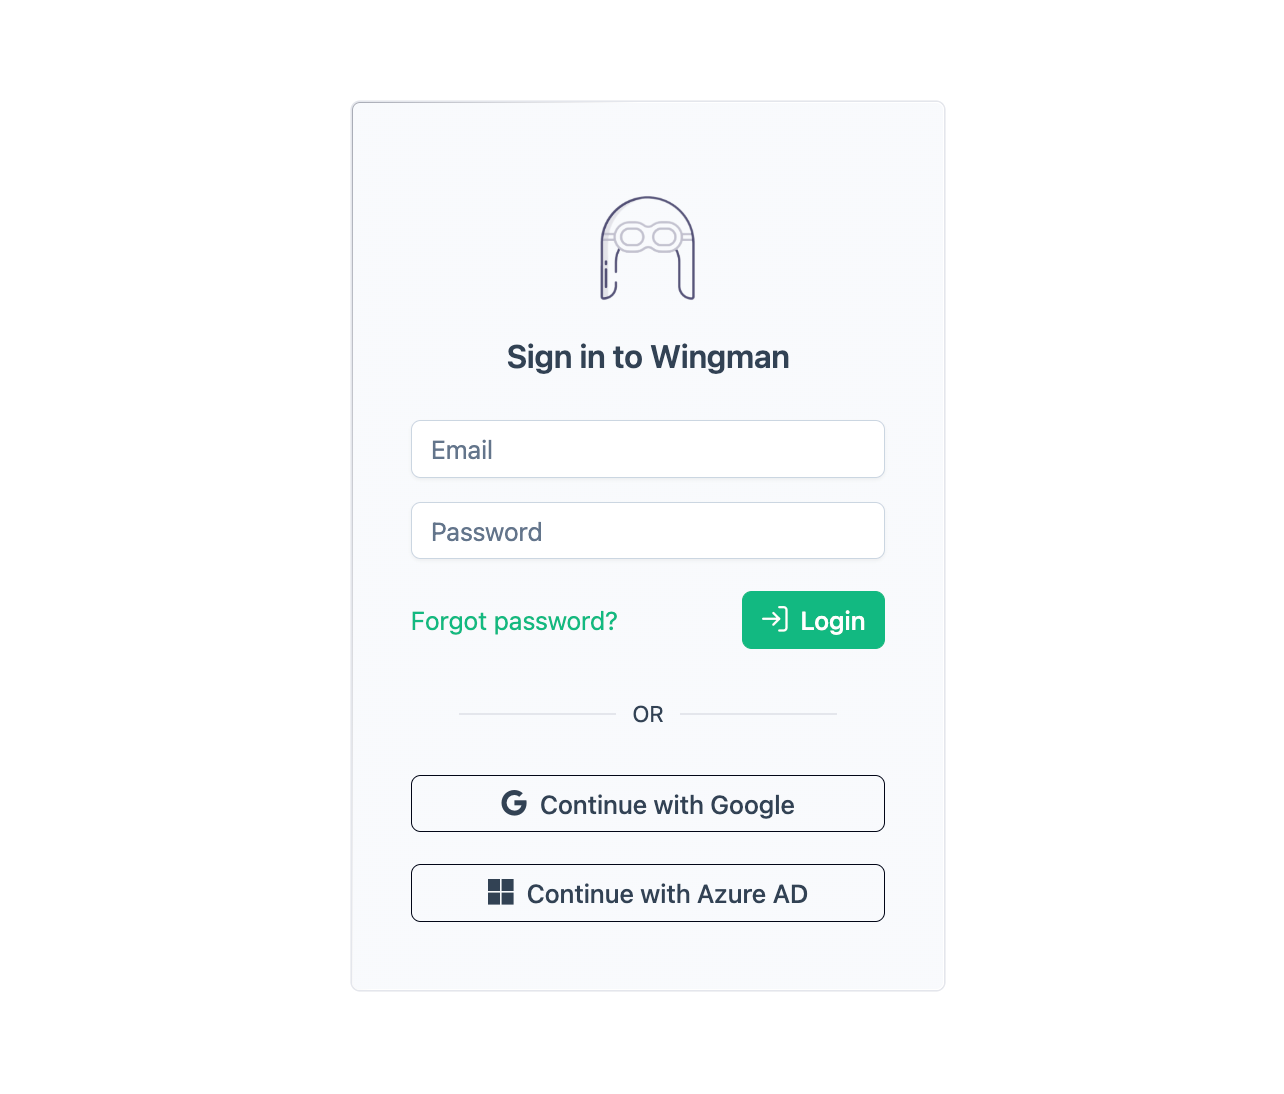 Sign in to Wingman
Email
Password
Forgot password?
Login
OR
Continue with Google
Continue with Azure AD